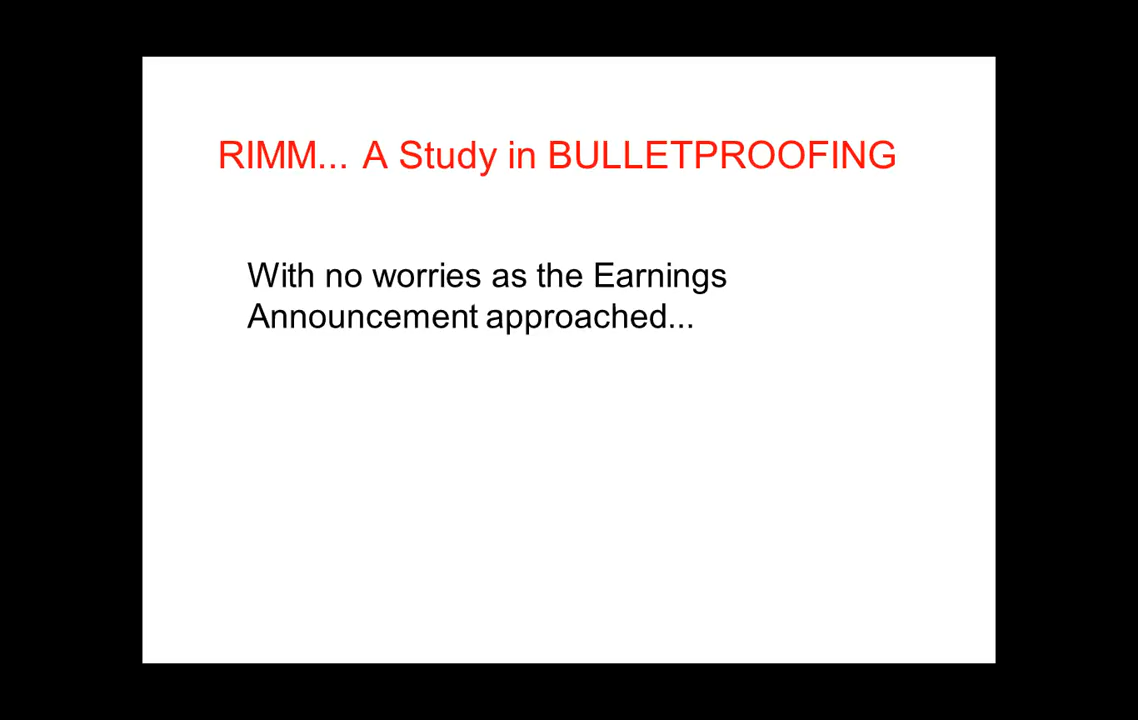 RIMM... A Study in BULLETPROOFING
With no worries as the Earnings
Announcement approached...